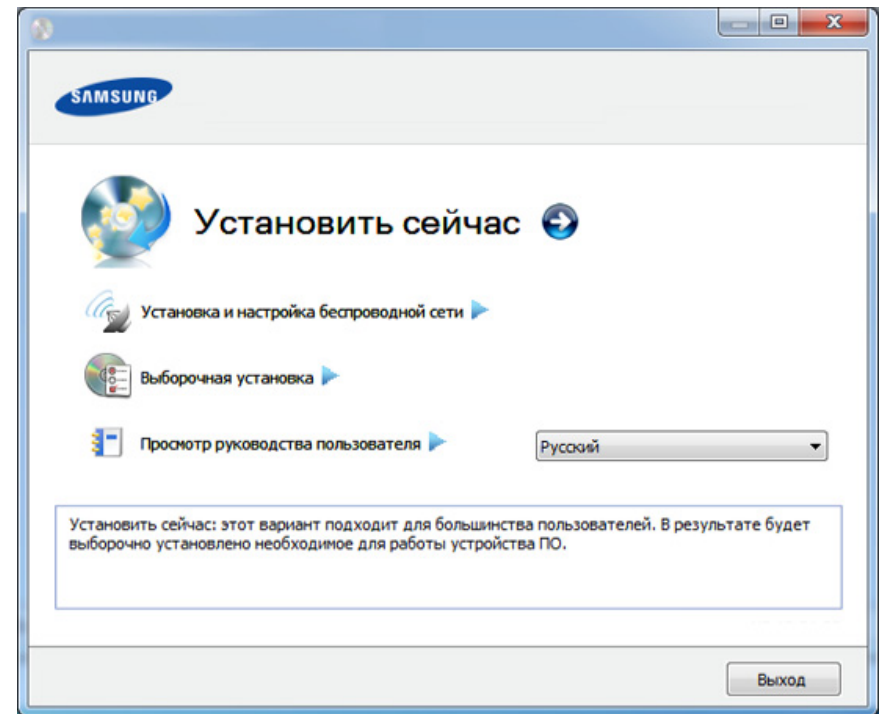 SAMSUNG
Установить сейчас
Установка и настройка беспроводной сети
Выборочная установка
Просмотр руководства пользователя
Русский
Установить сейчас: этот вариант подходит для большинства пользователей. В результате будет
выборочно установлено необходимое для работы устройства ПО.
Выход